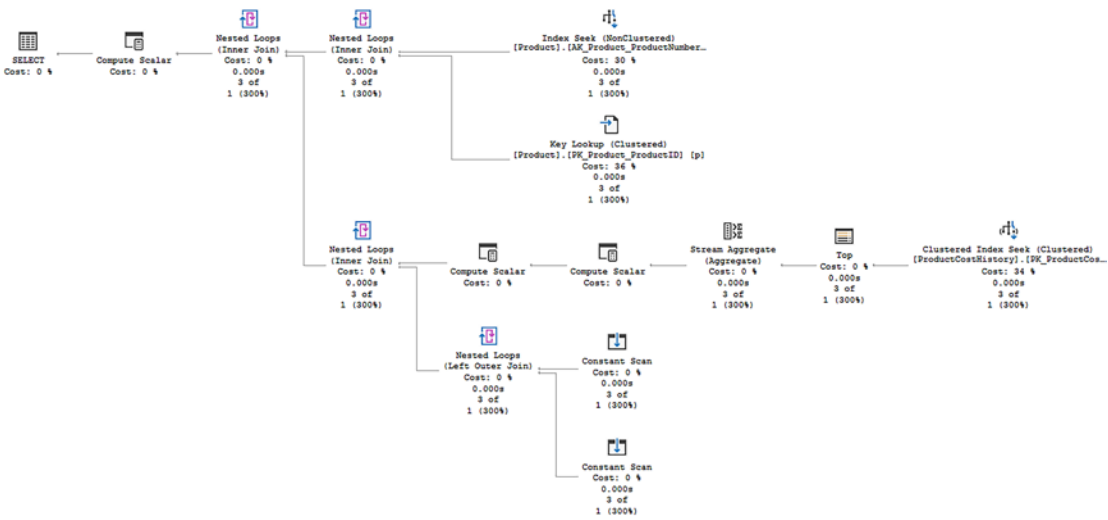 SELECT
Cost: 0 %
Compute Scalar
Cost: 0 %
Nested Loops
(Inner Join)
Cost: 0 %
0.000s
3 of
1 (300%)
Nested Loops
(Inner Join)
Cost: 0 %
0.000s
3 of
1 (300%)
Index Seek (NonClustered)
[Product].[AK_Product_ProductNumber…
Cost: 30 %
0.000s
3 of
1 (300%)
Key Lookup (Clustered)
[Product].[PK_Product_ProductID] [p]
Cost: 36 %
0.000s
3 of
1 (300%)
Nested Loops
(Inner Join)
Cost: 0 %
0.000s
3 of
1 (300%)
Compute Scalar
Cost: 0 %
Compute Scalar
Cost: 0 %
Stream Aggregate
(Aggregate)
Cost: 0 %
0.000s
3 of
1 (300%)
Top
Cost: 0 %
0.000s
3 of
1 (300%)
Clustered Index Seek (Clustered)
[ProductCostHistory].[PK_ProductCos…
Cost: 34 %
0.000s
3 of
1 (300%)
Nested Loops
(Left Outer Join)
Cost: 0 %
0.000s
3 of
1 (300%)
Constant Scan
Cost: 0 %
0.000s
3 of
1 (300%)
Constant Scan
Cost: 0 %
0.000s
3 of
1 (300%)